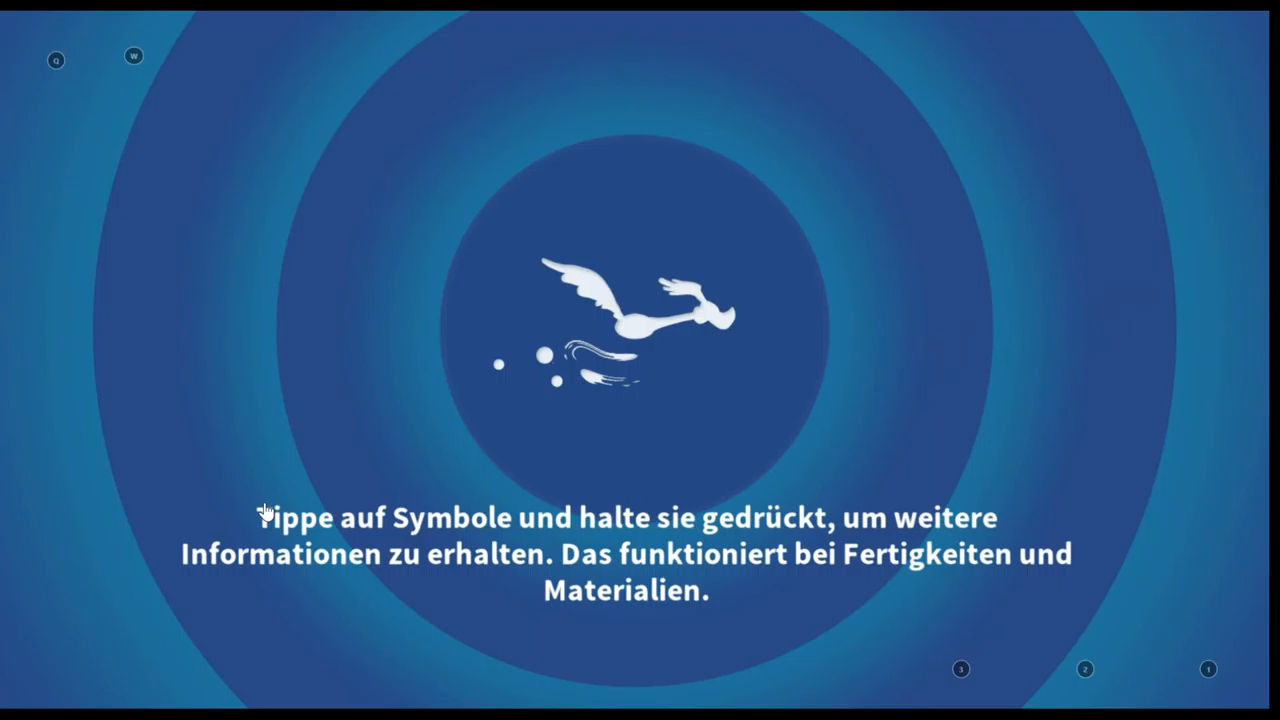 Q
W
Tippe auf Symbole und halte sie gedrückt, um weitere
Informationen zu erhalten. Das funktioniert bei Fertigkeiten und
Materialien.
3
2
1